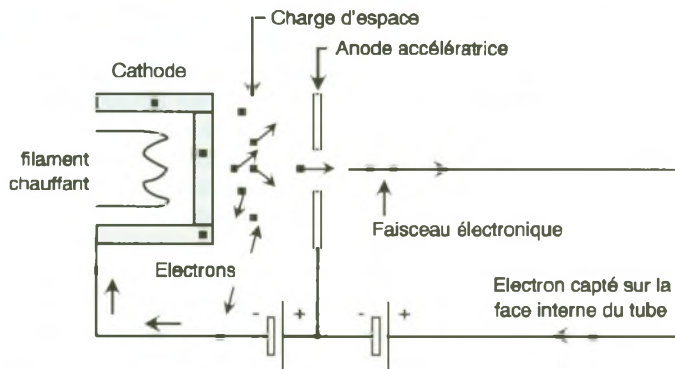 Charge d'espace
Anode accélératrice
Cathode
filament
chauffant
Faisceau électronique
Electrons
Electron capté sur la
face interne du tube
- + - +